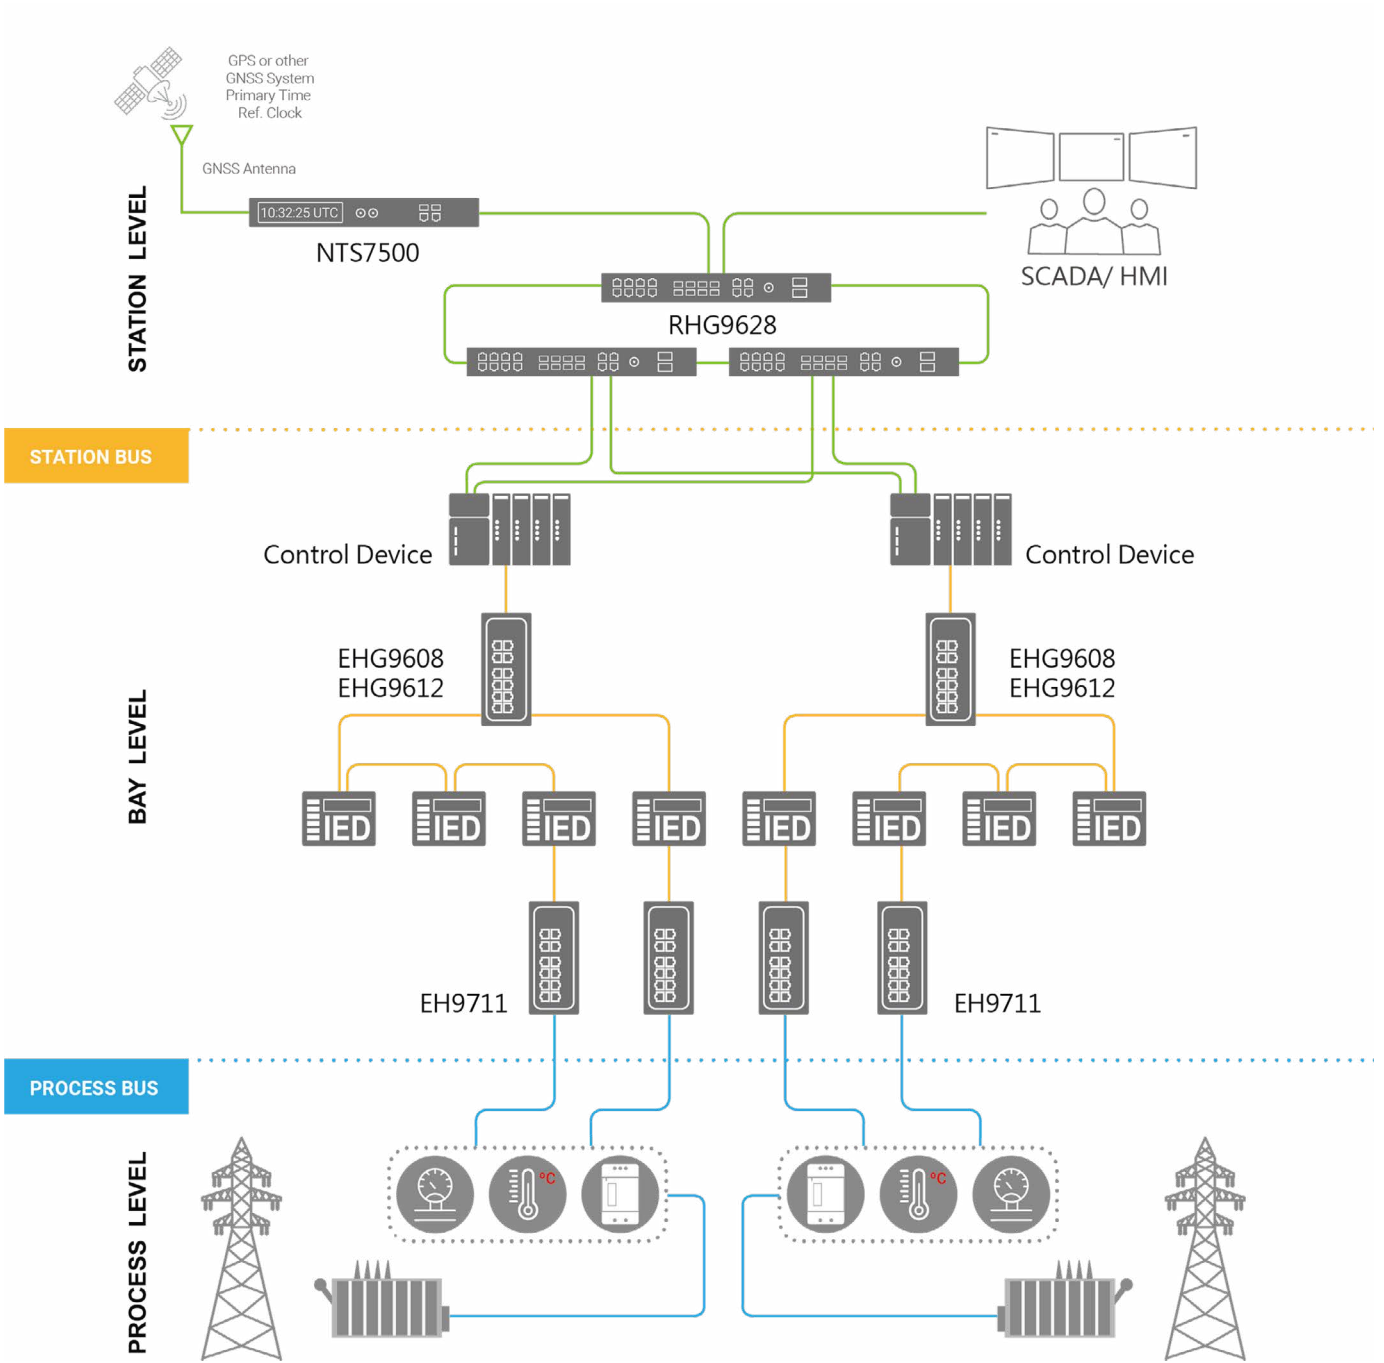 GPS or other
GNSS System
Primary Time
Ref. Clock
GNSS Antenna
STATION LEVEL
10:32:25 UTC
NTS7500
SCADA/ HMI
RHG9628
STATION BUS
Control Device
Control Device
EHG9608
EHG9612
EHG9608
EHG9612
BAY LEVEL
IED
IED
IED
IED
IED
IED
IED
IED
EH9711
EH9711
PROCESS BUS
PROCESS LEVEL
°C
°C